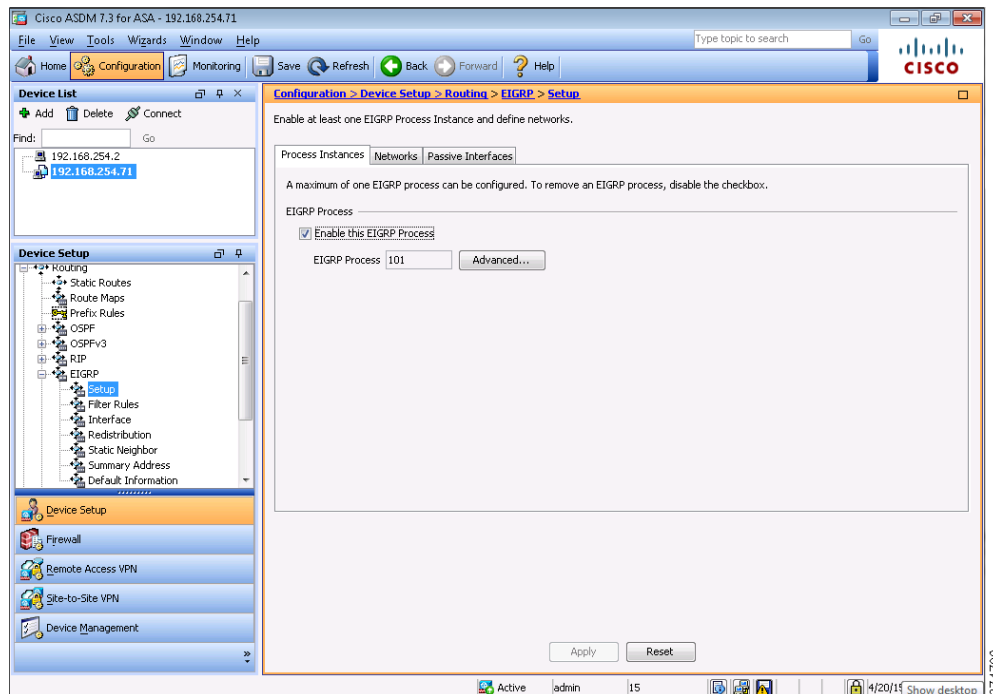 Cisco ASDM 7.3 for ASA - 192.168.254.71
File View Tools Wizards Window Help
Type topic to search
Go
Home Configuration Monitoring Save Refresh Back Forward Help
CISCO
Device List
Add Delete Connect
Find: Go
192.168.254.2
192.168.254.71
Device Setup
Routing
Static Routes
Route Maps
Prefix Rules
OSPF
OSPFv3
RIP
EIGRP
Setup
Filter Rules
Interface
Redistribution
Static Neighbor
Summary Address
Default Information
Device Setup
Firewall
Remote Access VPN
Site-to-Site VPN
Device Management
Configuration > Device Setup > Routing > EIGRP > Setup
Enable at least one EIGRP Process Instance and define networks.
Process Instances Networks Passive Interfaces
A maximum of one EIGRP process can be configured. To remove an EIGRP process, disable the checkbox.
EIGRP Process
Enable this EIGRP Process
EIGRP Process 101 Advanced...
Apply Reset
Active admin 15 4/20/15
Show desktop